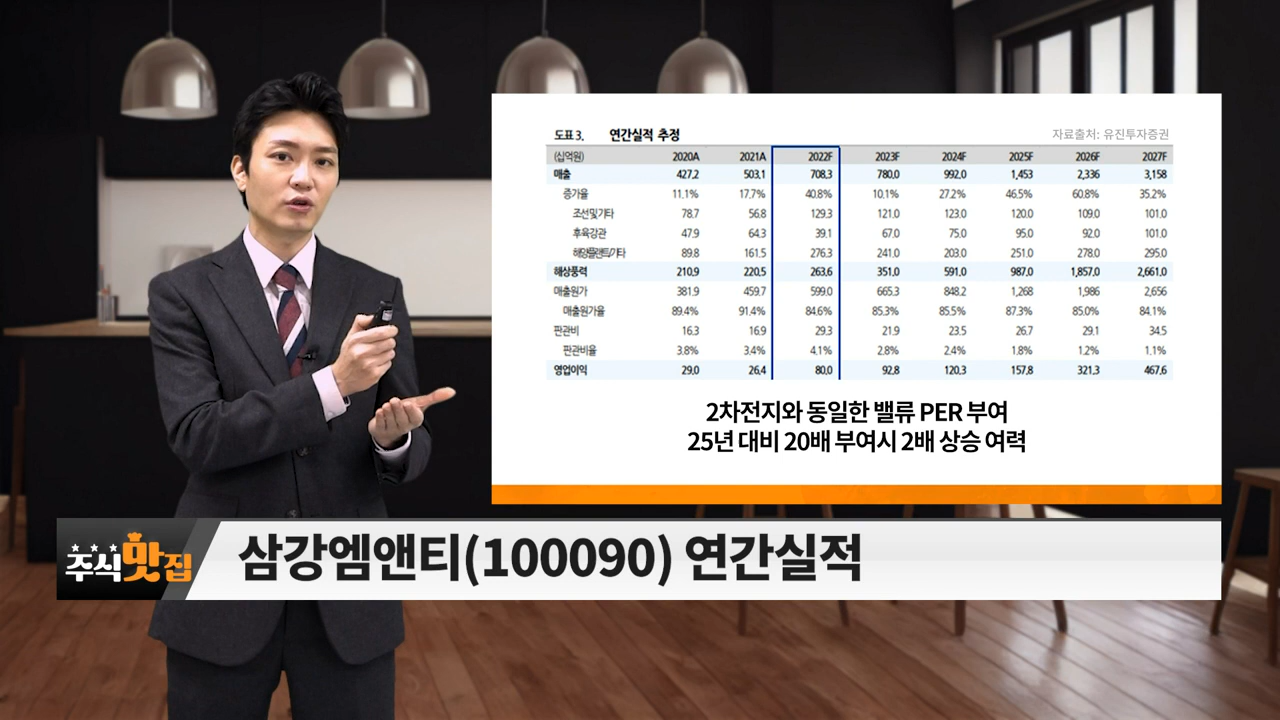 도표 3. 연간실적 추정
자료출처: 유진투자증권
(십억원) 2020A 2021A 2022F 2023F 2024F 2025F 2026F 2027F
매출 427.2 503.1 708.3 780.0 992.0 1,453 2,336 3,158
증가율 11.1% 17.7% 40.8% 10.1% 27.2% 46.5% 60.8% 35.2%
조선및기타 78.7 56.8 129.3 121.0 123.0 120.0 109.0 101.0
후육강관 47.9 64.3 39.1 67.0 75.0 95.0 92.0 101.0
해양플랜트/기타 89.8 161.5 276.3 241.0 203.0 251.0 278.0 295.0
해상풍력 210.9 220.5 263.6 351.0 591.0 987.0 1,857.0 2,661.0
매출원가 381.9 459.7 599.0 665.3 848.2 1,268 1,986 2,656
매출원가율 89.4% 91.4% 84.6% 85.3% 85.5% 87.3% 85.0% 84.1%
판관비 16.3 16.9 29.3 21.9 23.5 26.7 29.1 34.5
판관비율 3.8% 3.4% 4.1% 2.8% 2.4% 1.8% 1.2% 1.1%
영업이익 29.0 26.4 80.0 92.8 120.3 157.8 321.3 467.6
2차전지와 동일한 밸류 PER 부여
25년 대비 20배 부여시 2배 상승 여력
주식맛집
삼강엠앤티(100090) 연간실적